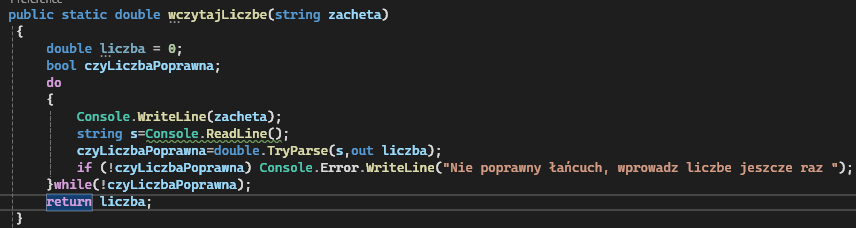 1 reference
public static double wczytajLiczbe(string zacheta)
{
double liczba = 0;
bool czyLiczbaPoprawna;
do
{
Console.WriteLine(zacheta);
string s=Console.ReadLine();
czyLiczbaPoprawna=double.TryParse(s,out liczba);
if (!czyLiczbaPoprawna) Console.Error.WriteLine("Nie poprawny łańcuch, wprowadz liczbe jeszcze raz ");
}while(!czyLiczbaPoprawna);
return liczba;
}